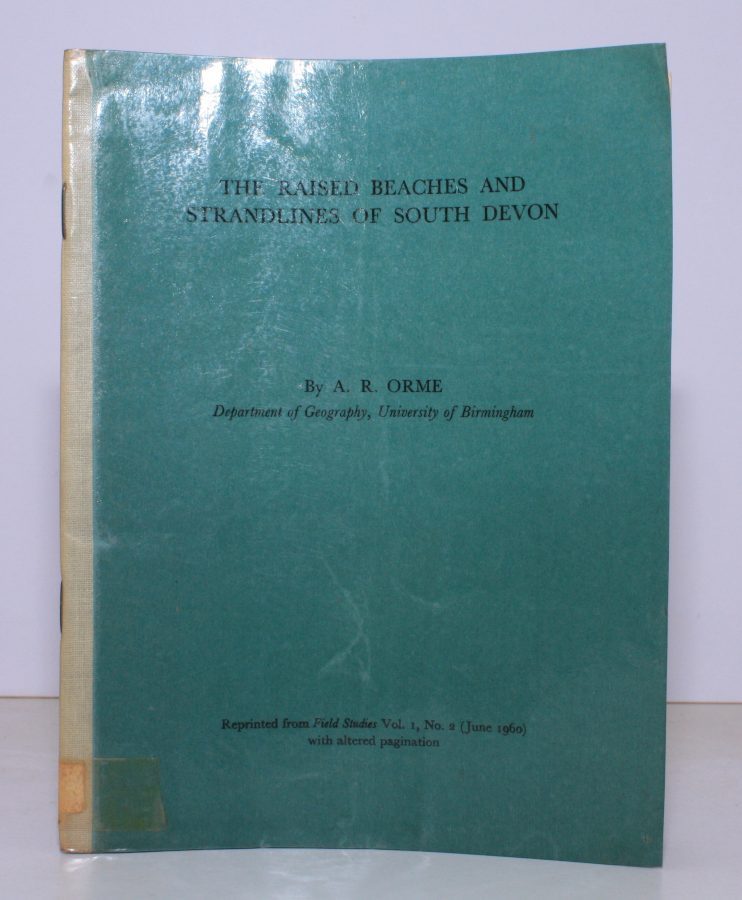 THE RAISED BEACHES AND
STRANDLINES OF SOUTH DEVON
By A. R. ORME
Department of Geography, University of Birmingham
Reprinted from Field Studies Vol. 1, No. 2 (June 1960)
with altered pagination